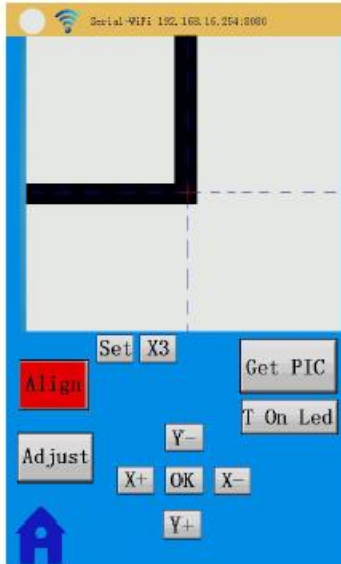 Serial-WiFi 192.168.16.254:8080
Set X3
Get PIC
Align
T On Led
Adjust
Y-
X+ OK X-
Y+